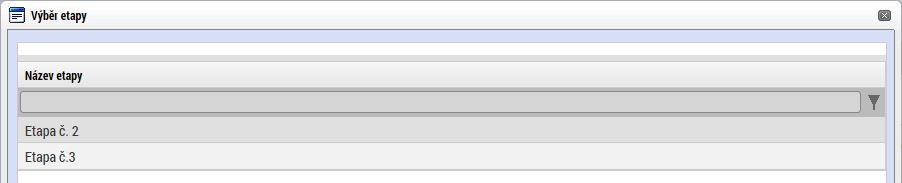 Výběr etapy
Název etapy
Etapa č. 2
Etapa č.3